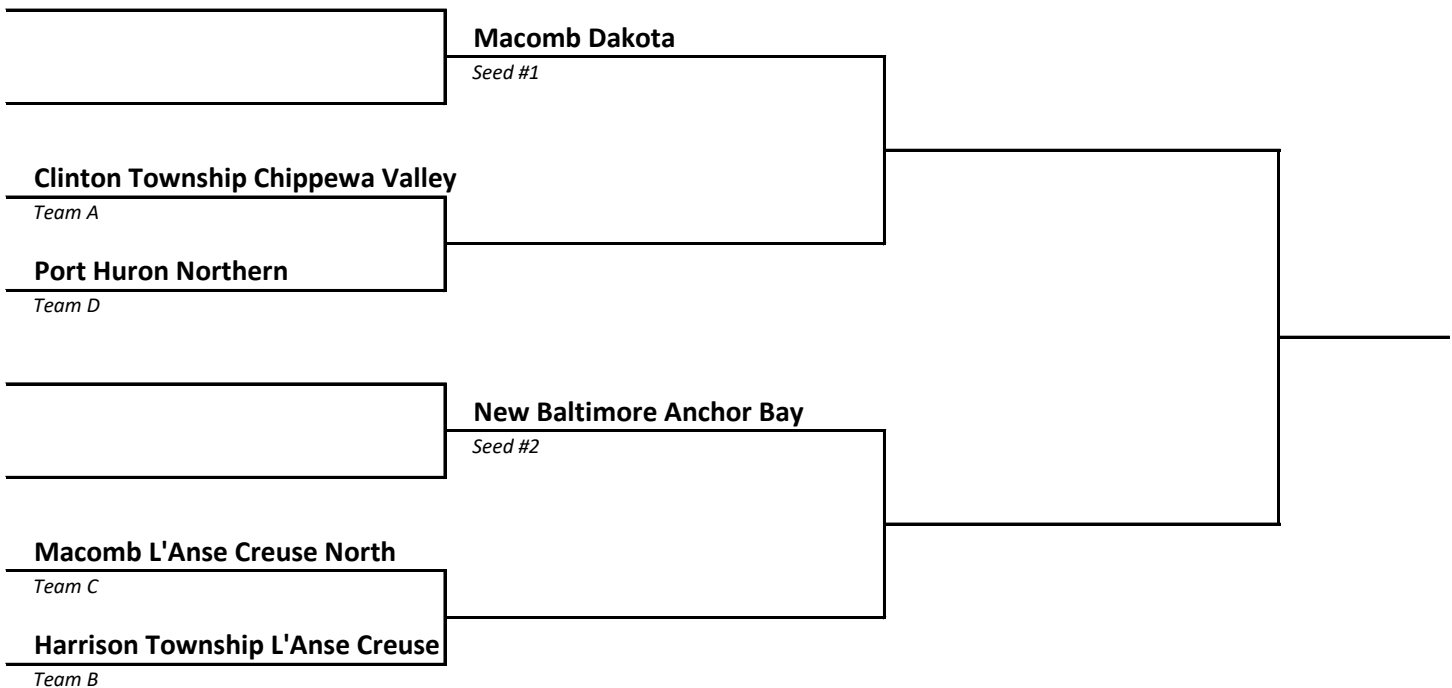 Macomb Dakota
Seed #1
Clinton Township Chippewa Valley
Team A
Port Huron Northern
Team D
New Baltimore Anchor Bay
Seed #2
Macomb L'Anse Creuse North
Team C
Harrison Township L'Anse Creuse
Team B